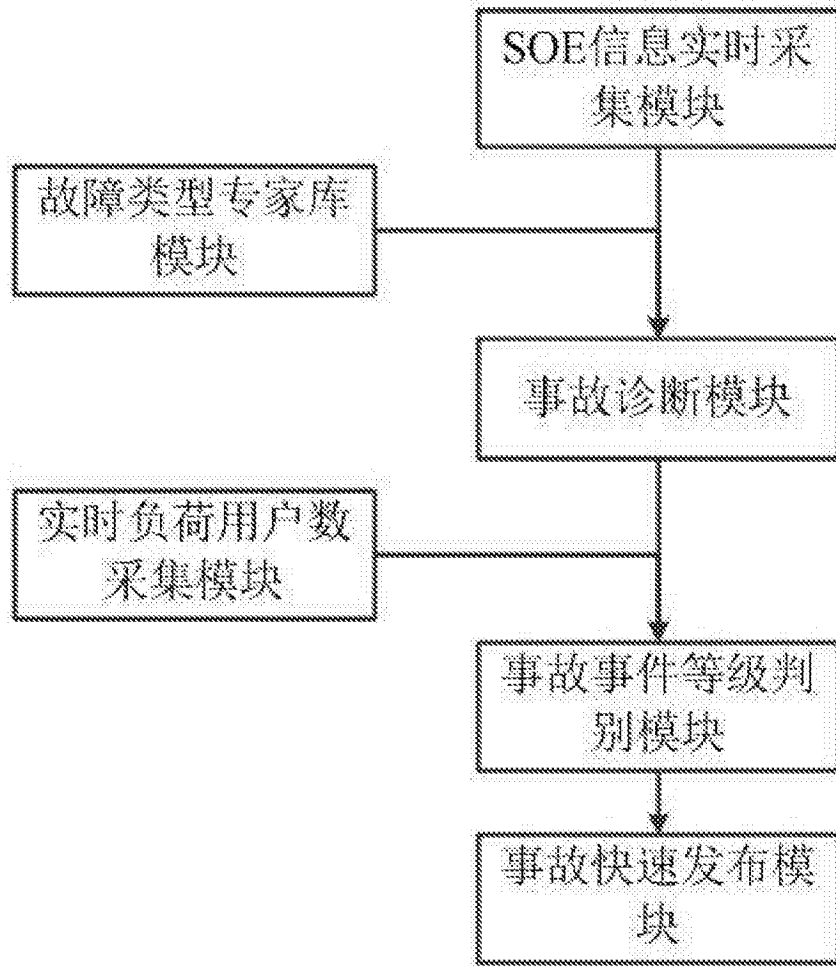 SOE信息实时采
集模块
故障类型专家库
模块
事故诊断模块
实时负荷用户数
采集模块
事故事件等级判
别模块
事故快速发布模
块